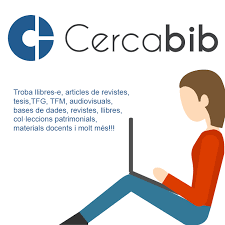 Cercabib
Troba llibres-e, articles de revistes,
tesis,TFG, TFM, audiovisuals,
bases de dades, revistes, llibres,
col leccions patrimonials,
materials docents i molt més!!!